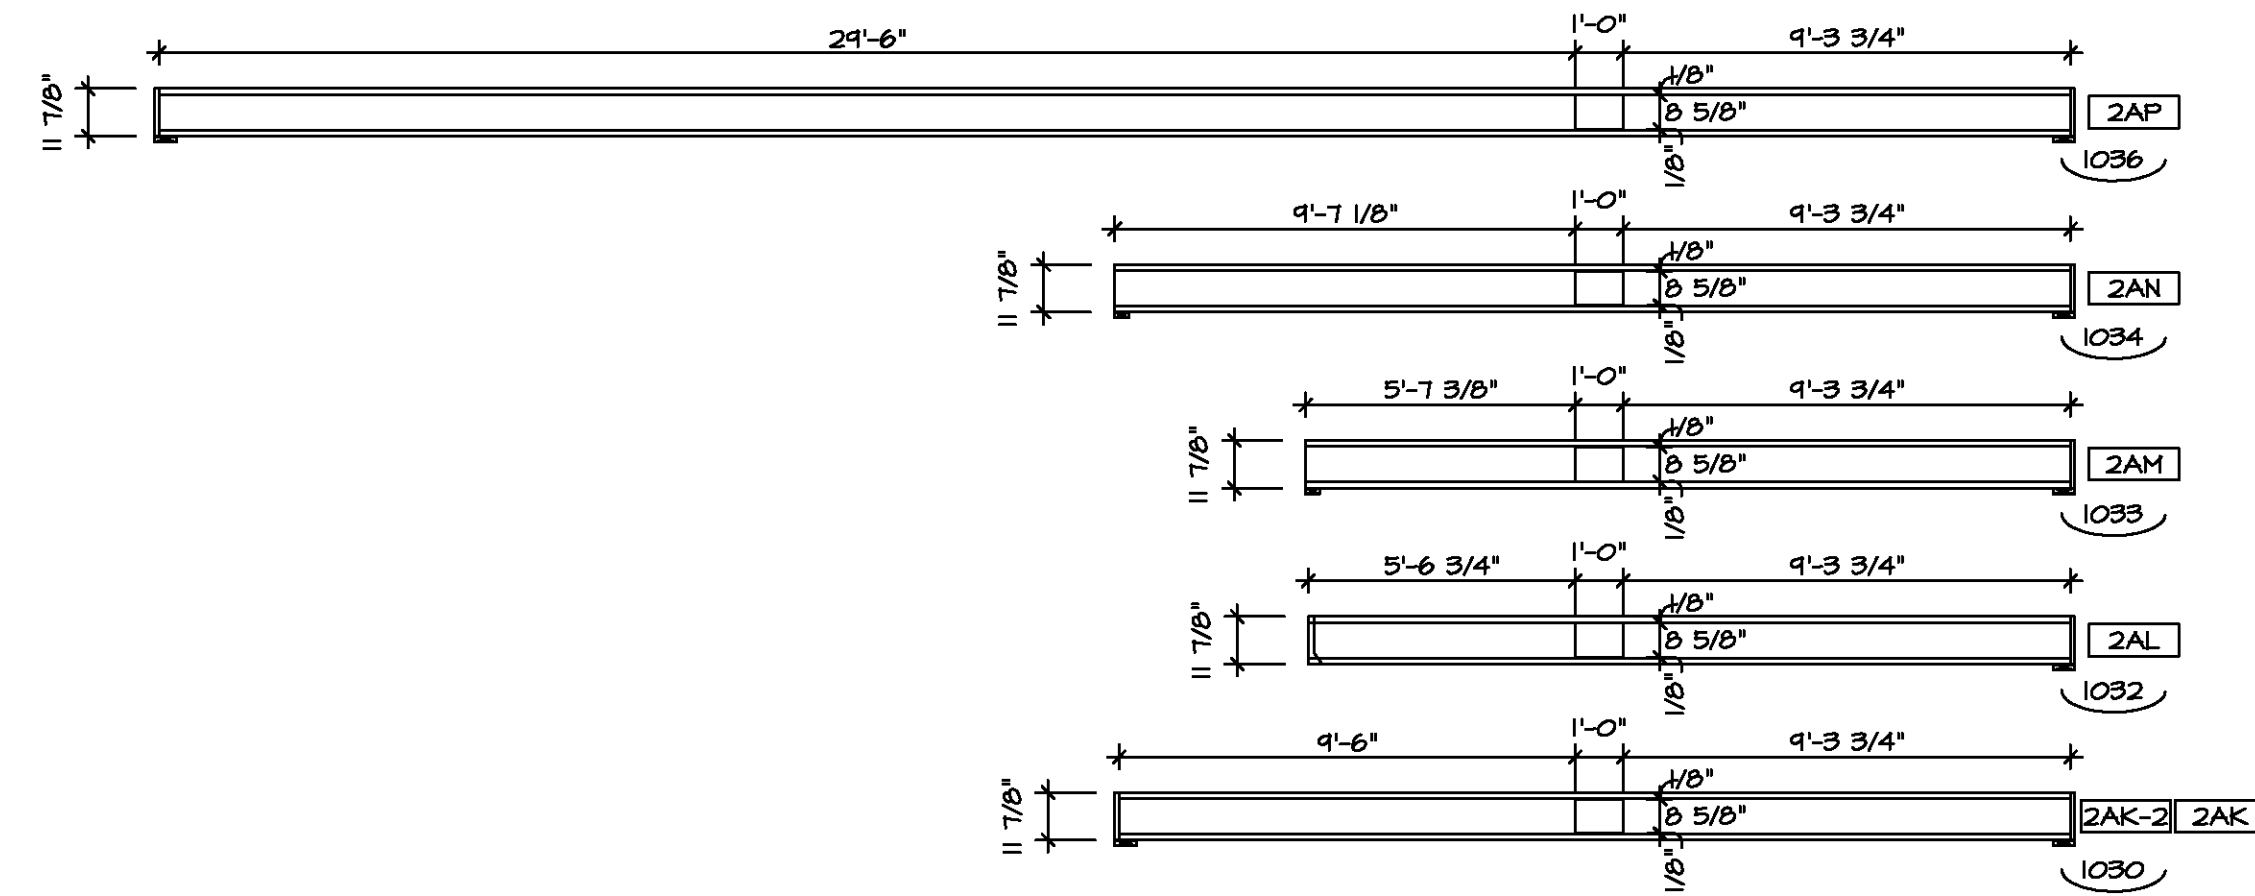 29'-6" 1'-0" 9'-3 3/4"
11 7/8" 1/8" 8 5/8" 1/8" 2AP
1036
9'-7 1/8" 1'-0" 9'-3 3/4"
11 7/8" 1/8" 8 5/8" 1/8" 2AN
1034
5'-7 3/8" 1'-0" 9'-3 3/4"
11 7/8" 1/8" 8 5/8" 1/8" 2AM
1033
5'-6 3/4" 1'-0" 9'-3 3/4"
11 7/8" 1/8" 8 5/8" 1/8" 2AL
1032
9'-6" 1'-0" 9'-3 3/4"
11 7/8" 1/8" 8 5/8" 1/8" 2AK-2 2AK
1030